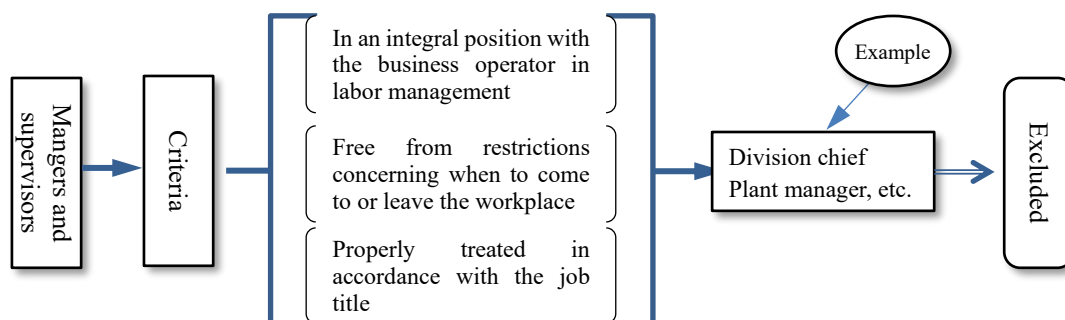 Mangers and
supervisors
Criteria
In an integral position with
the business operator in
labor management
Free from restrictions
concerning when to come
to or leave the workplace
Properly treated in
accordance with the job
title
Example
Division chief
Plant manager, etc.
Excluded